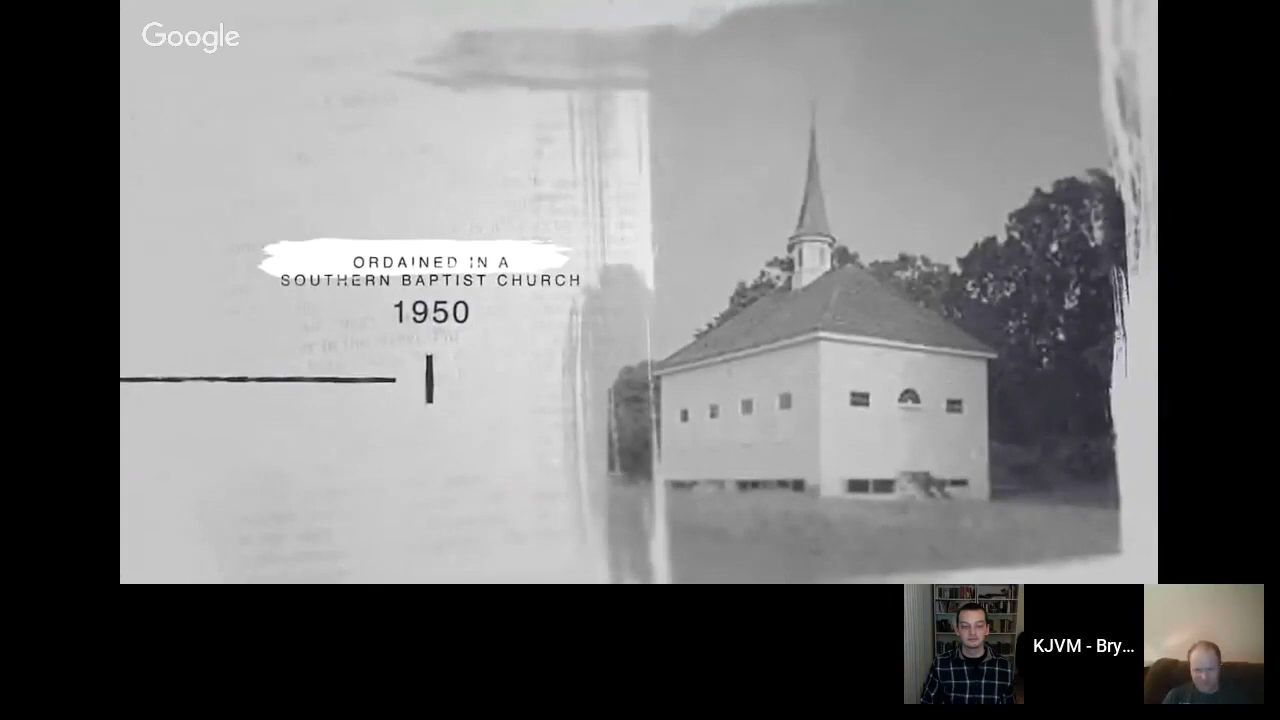 Google
ORDAINED IN A
SOUTHERN BAPTIST CHURCH
1950
KJVM - Bry...